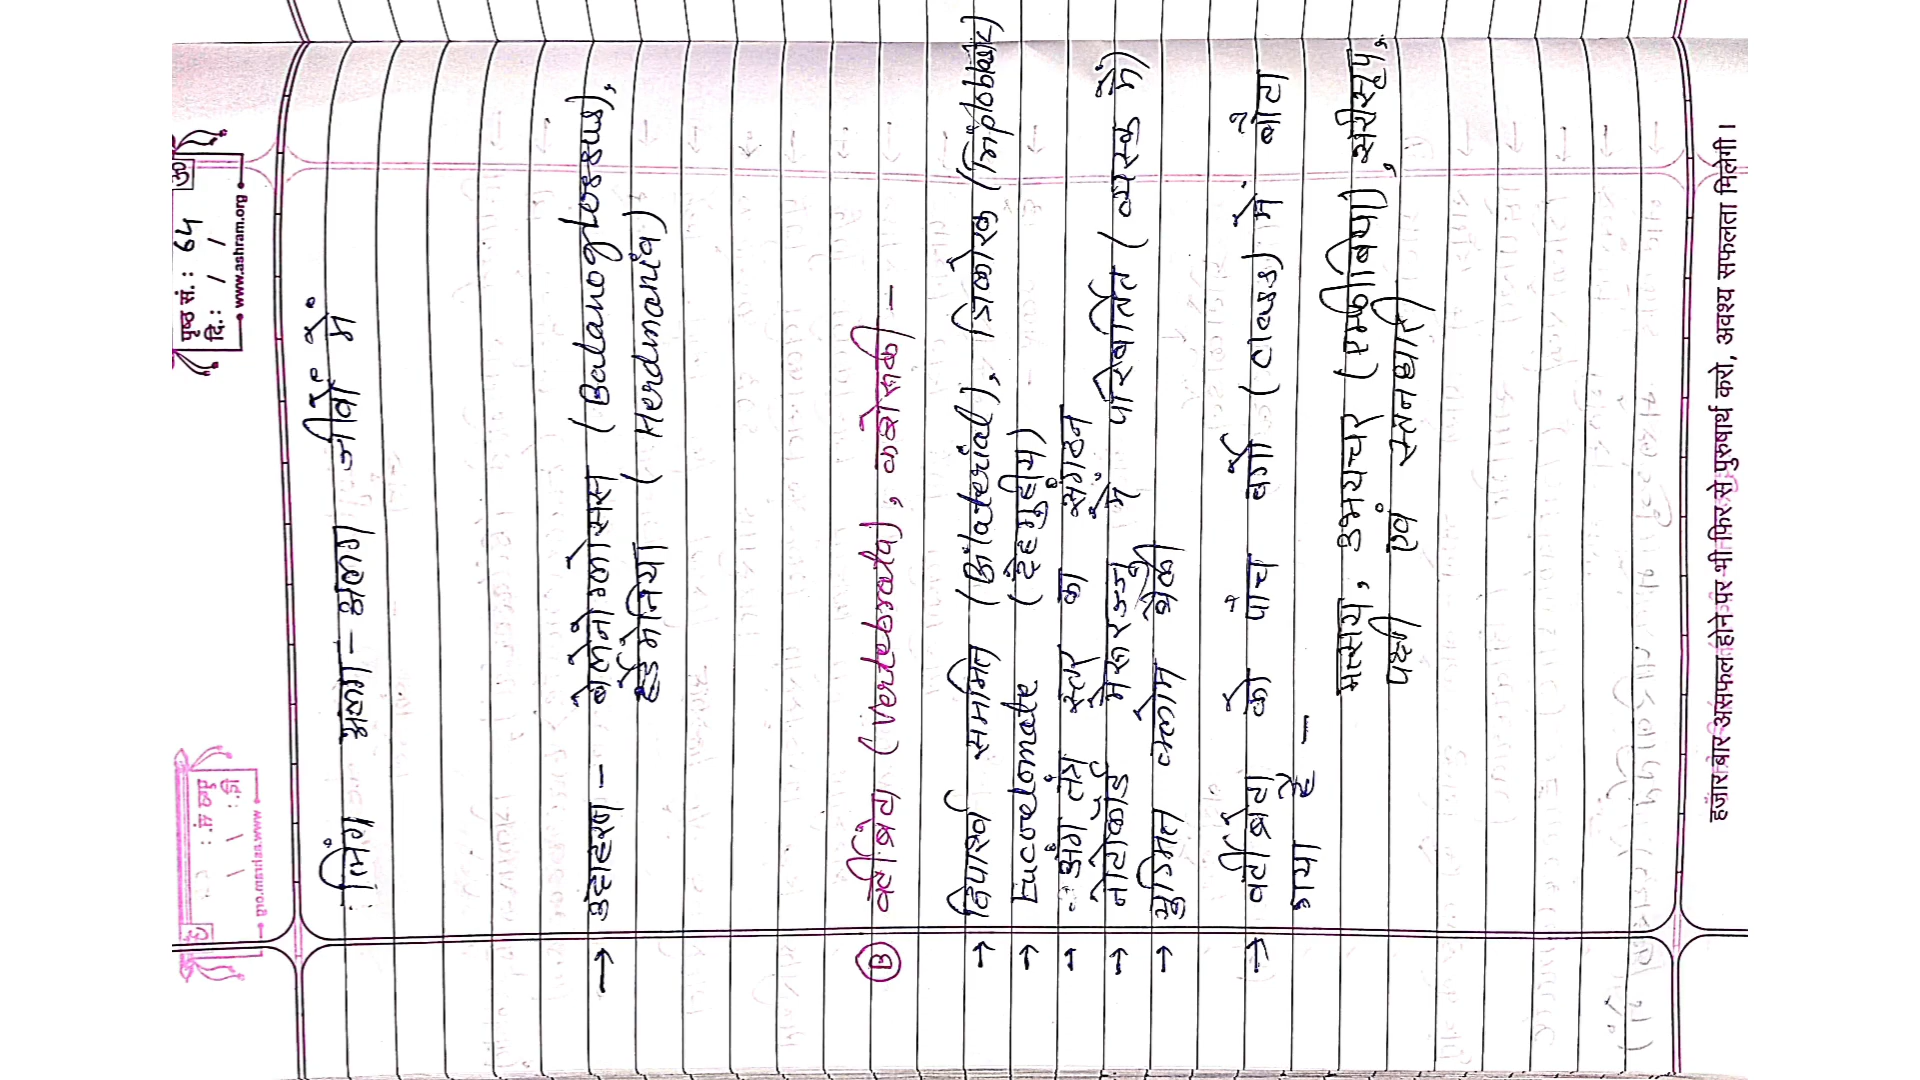 पृष्ठ सं. : 64
दि.: / /
www.ashram.org
लिंग अलग - अलग जीवों में
→ उदाहरण - बेलेनोग्लोसस (Balanoglossus),
हर्डमेनिया ( Herdmania)
Ⓑ वर्टीब्रेटा (Vertebrata), कशेरुकी -
→ द्विपार्श्व सममित (Bilaterial), त्रिकोरक (Triploblastic)
→ Eucoelomate (देहगुहीय)
→ अंग तंत्र स्तर का संगठन
→ नोटोकॉर्ड मेरूरज्जु में परिवर्तित (व्यस्क में)
→ युग्मित क्लोम थैली
→ वर्टीब्रेटा को पांच वर्गों (class) में बांटा
गया है -
मत्स्य, उभयचर (एम्फीबिया), सरीसृप,
पक्षी एवं स्तनधारी
हजार बार असफल होने पर भी फिर से पुरुषार्थ करो, अवश्य सफलता मिलेगी।